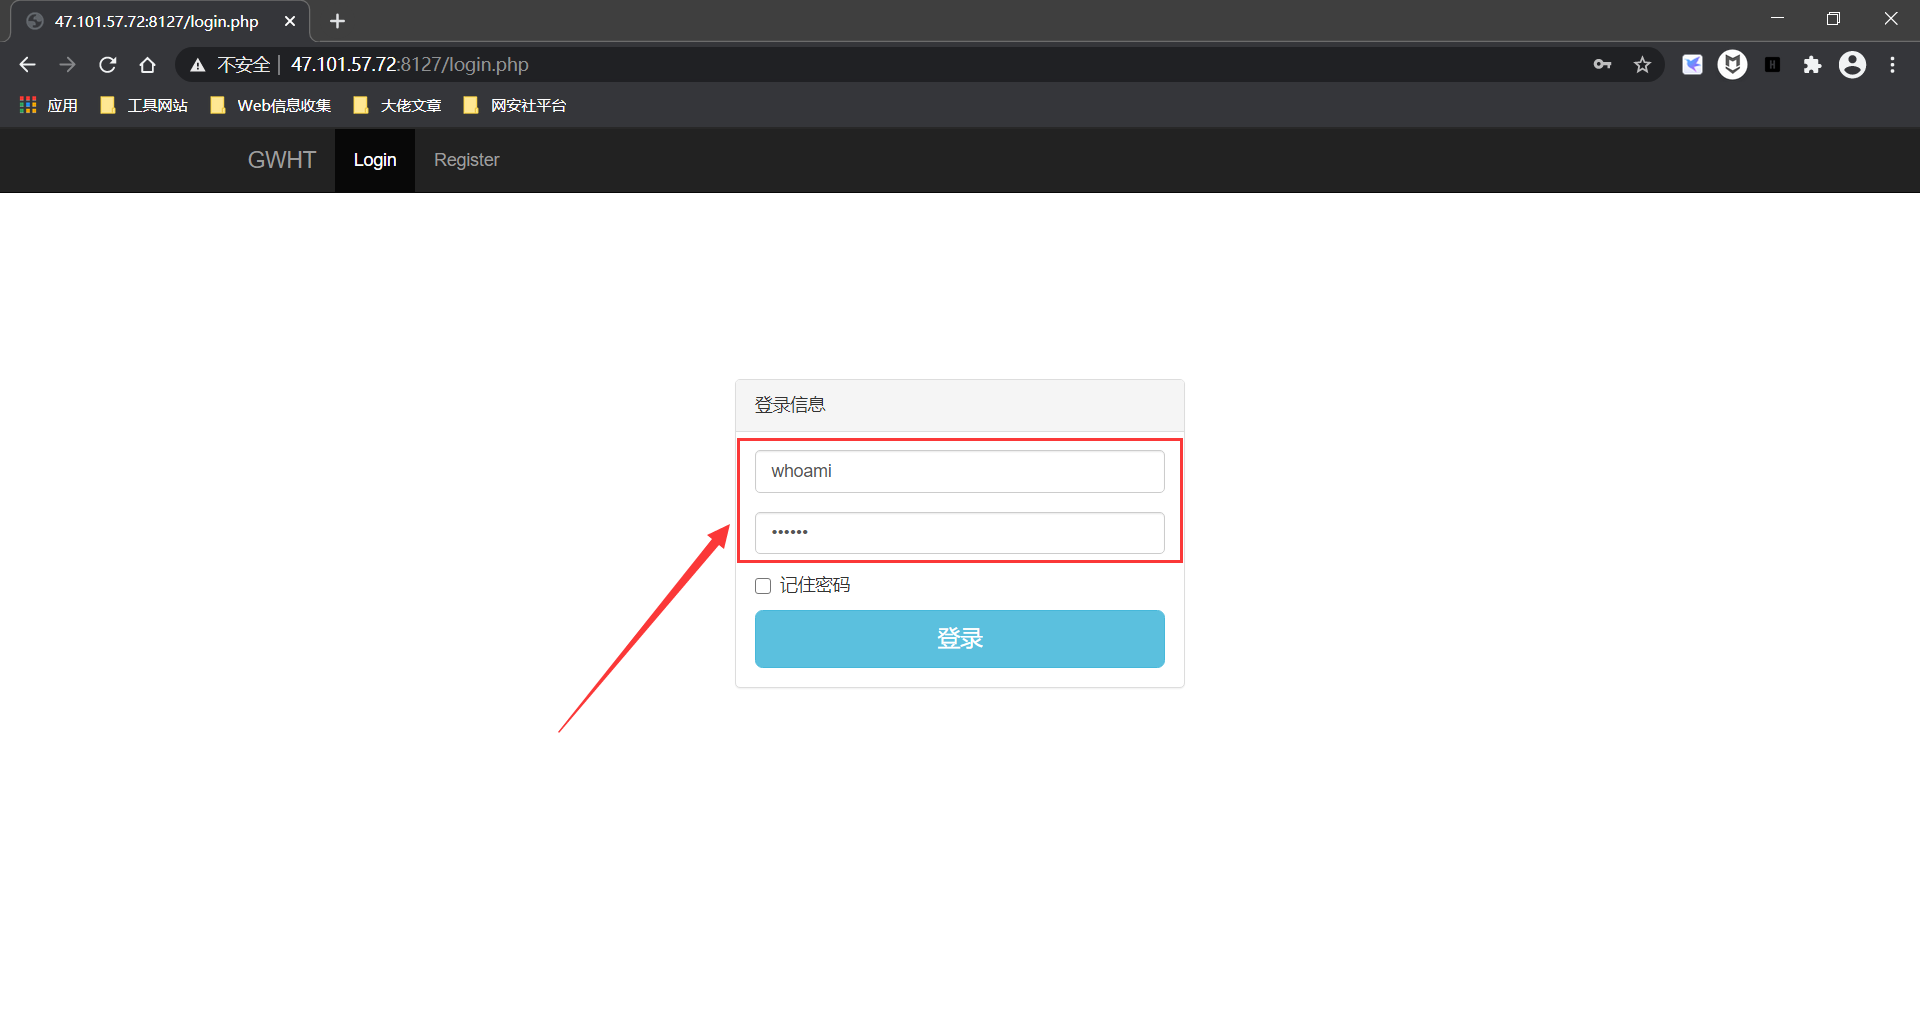 47.101.57.72:8127/login.php
不安全 | 47.101.57.72:8127/login.php
应用 工具网站 Web信息收集 大佬文章 网安社平台
GWHT Login Register
登录信息
whoami
••••••
记住密码
登录